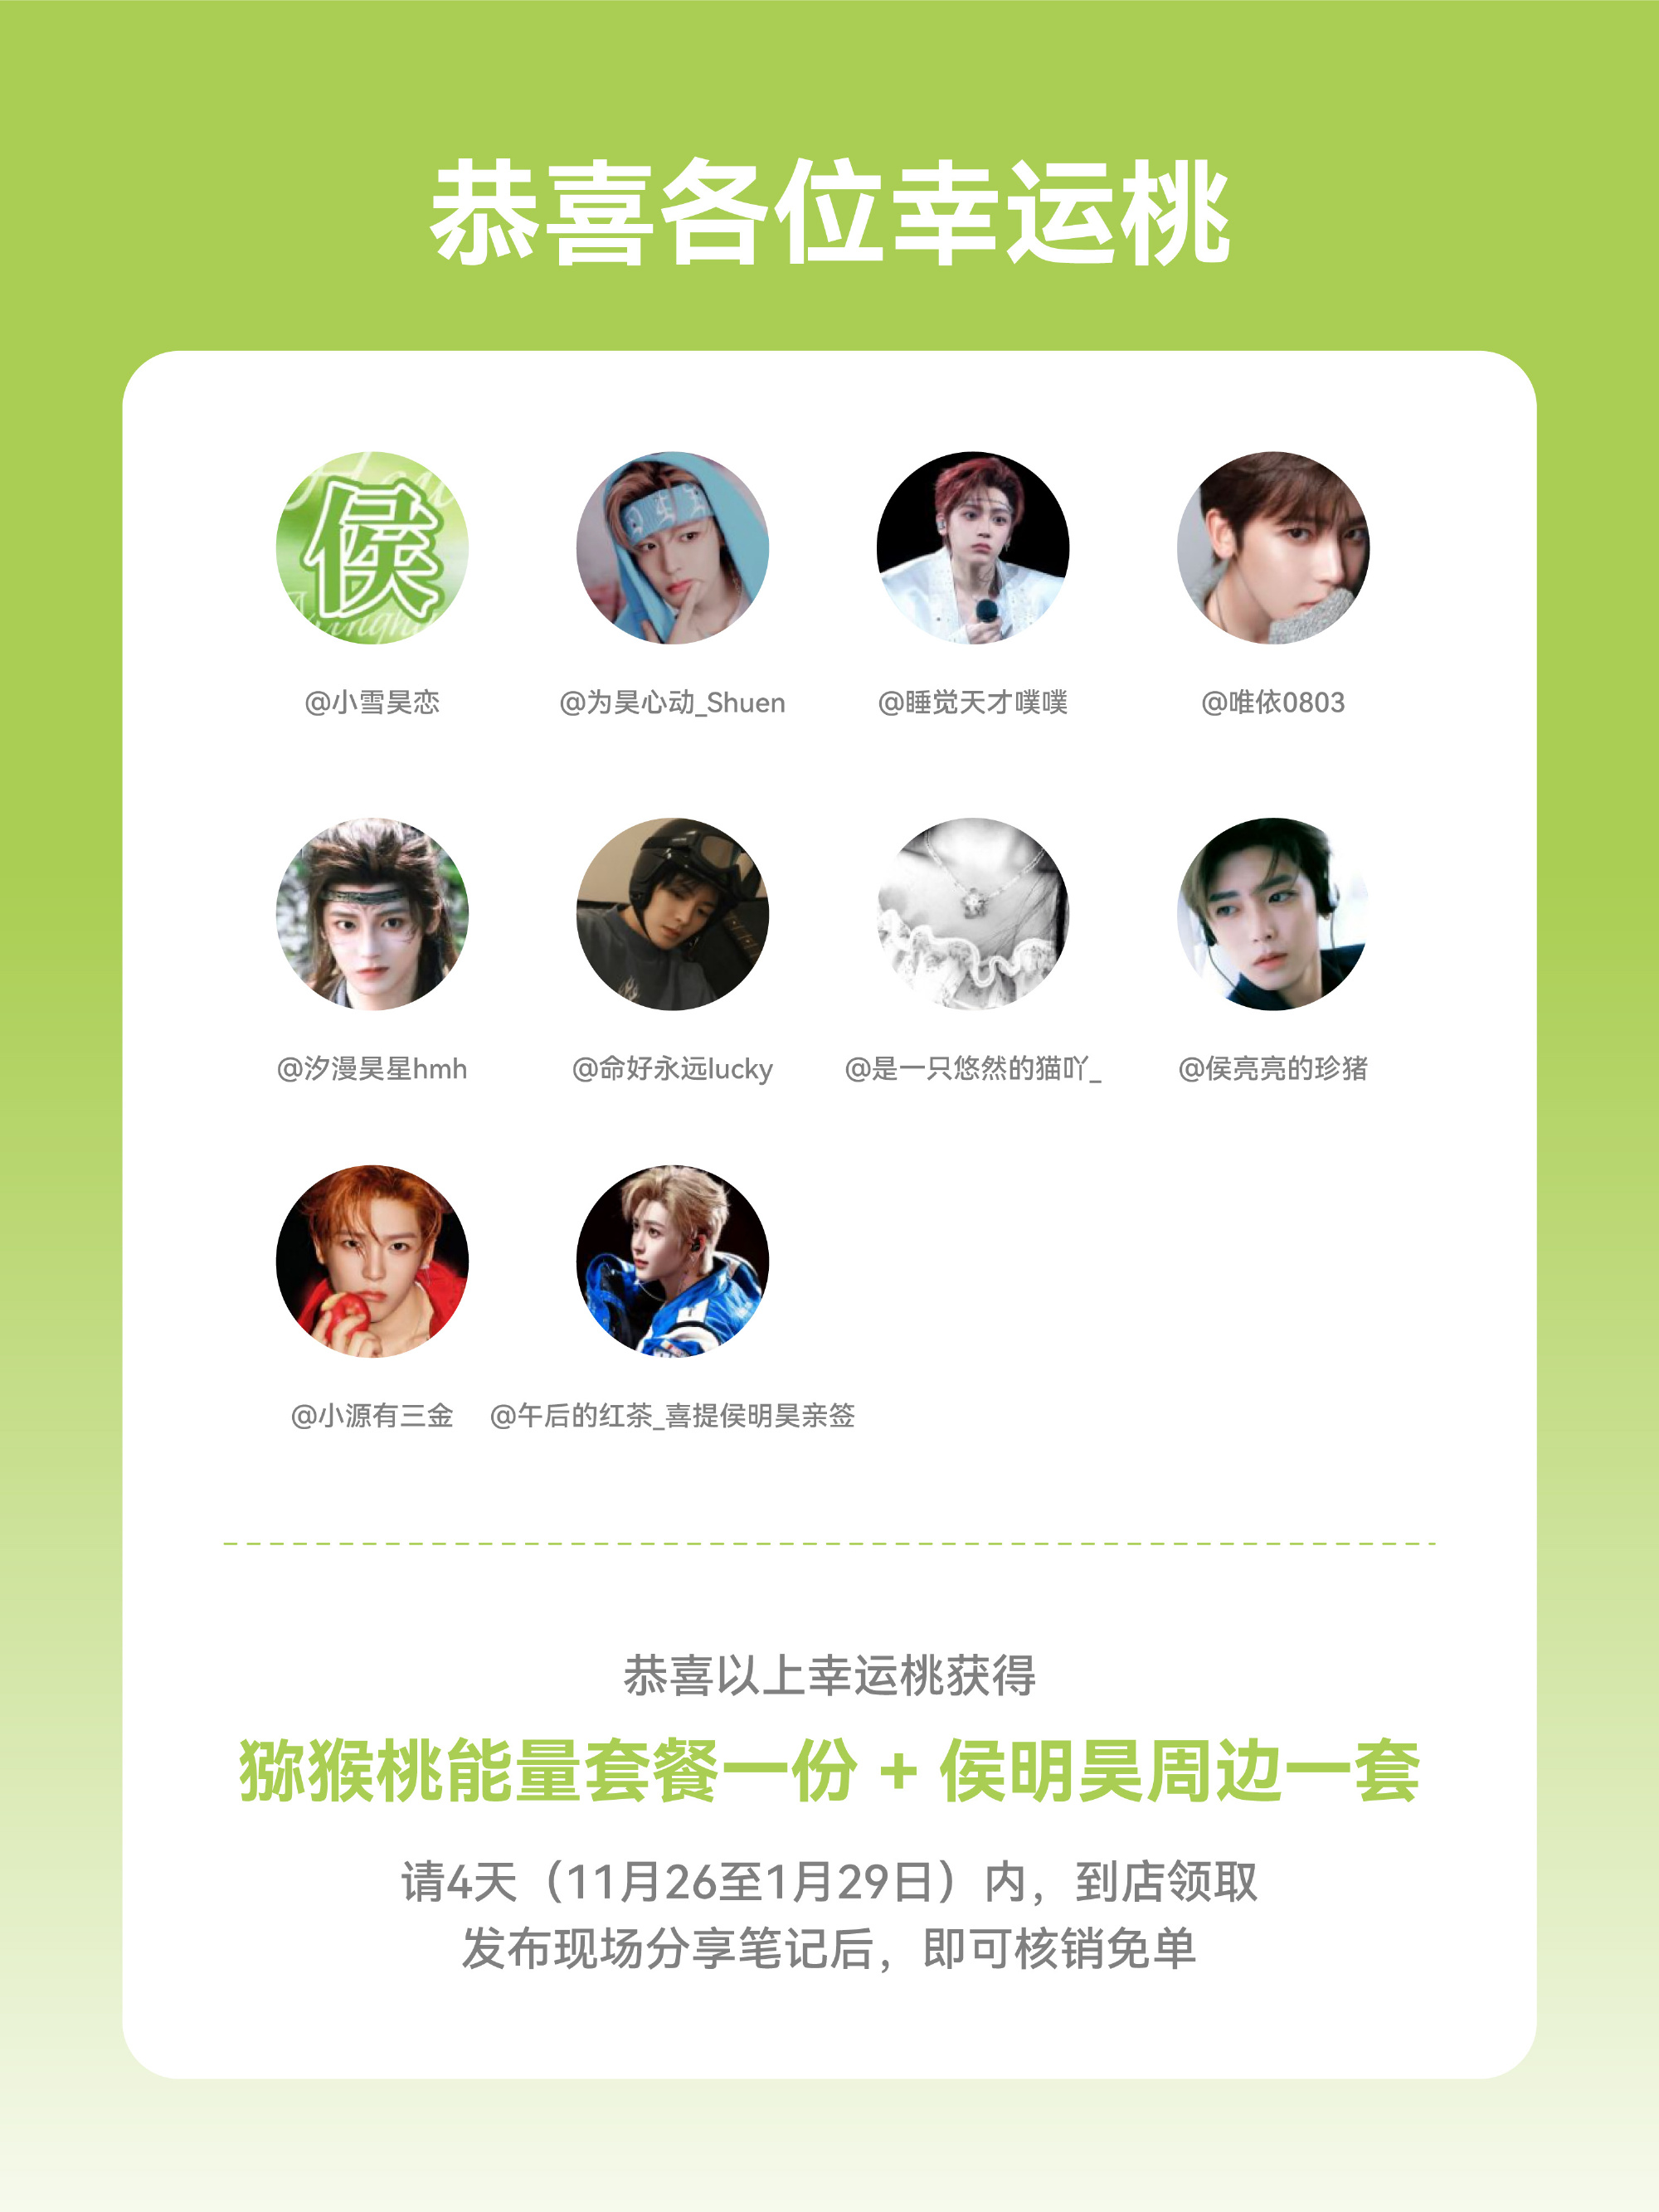 恭喜各位幸运桃
侯
@小雪昊恋
@为昊心动_Shuen
@睡觉天才噗噗
@唯依0803
@汐漫昊星hmh
@命好永远lucky
@是一只悠然的猫吖_
@侯亮亮的珍猪
@小源有三金
@午后的红茶_喜提侯明昊亲签
恭喜以上幸运桃获得
猕猴桃能量套餐一份 + 侯明昊周边一套
请4天（11月26至1月29日）内，到店领取
发布现场分享笔记后，即可核销免单